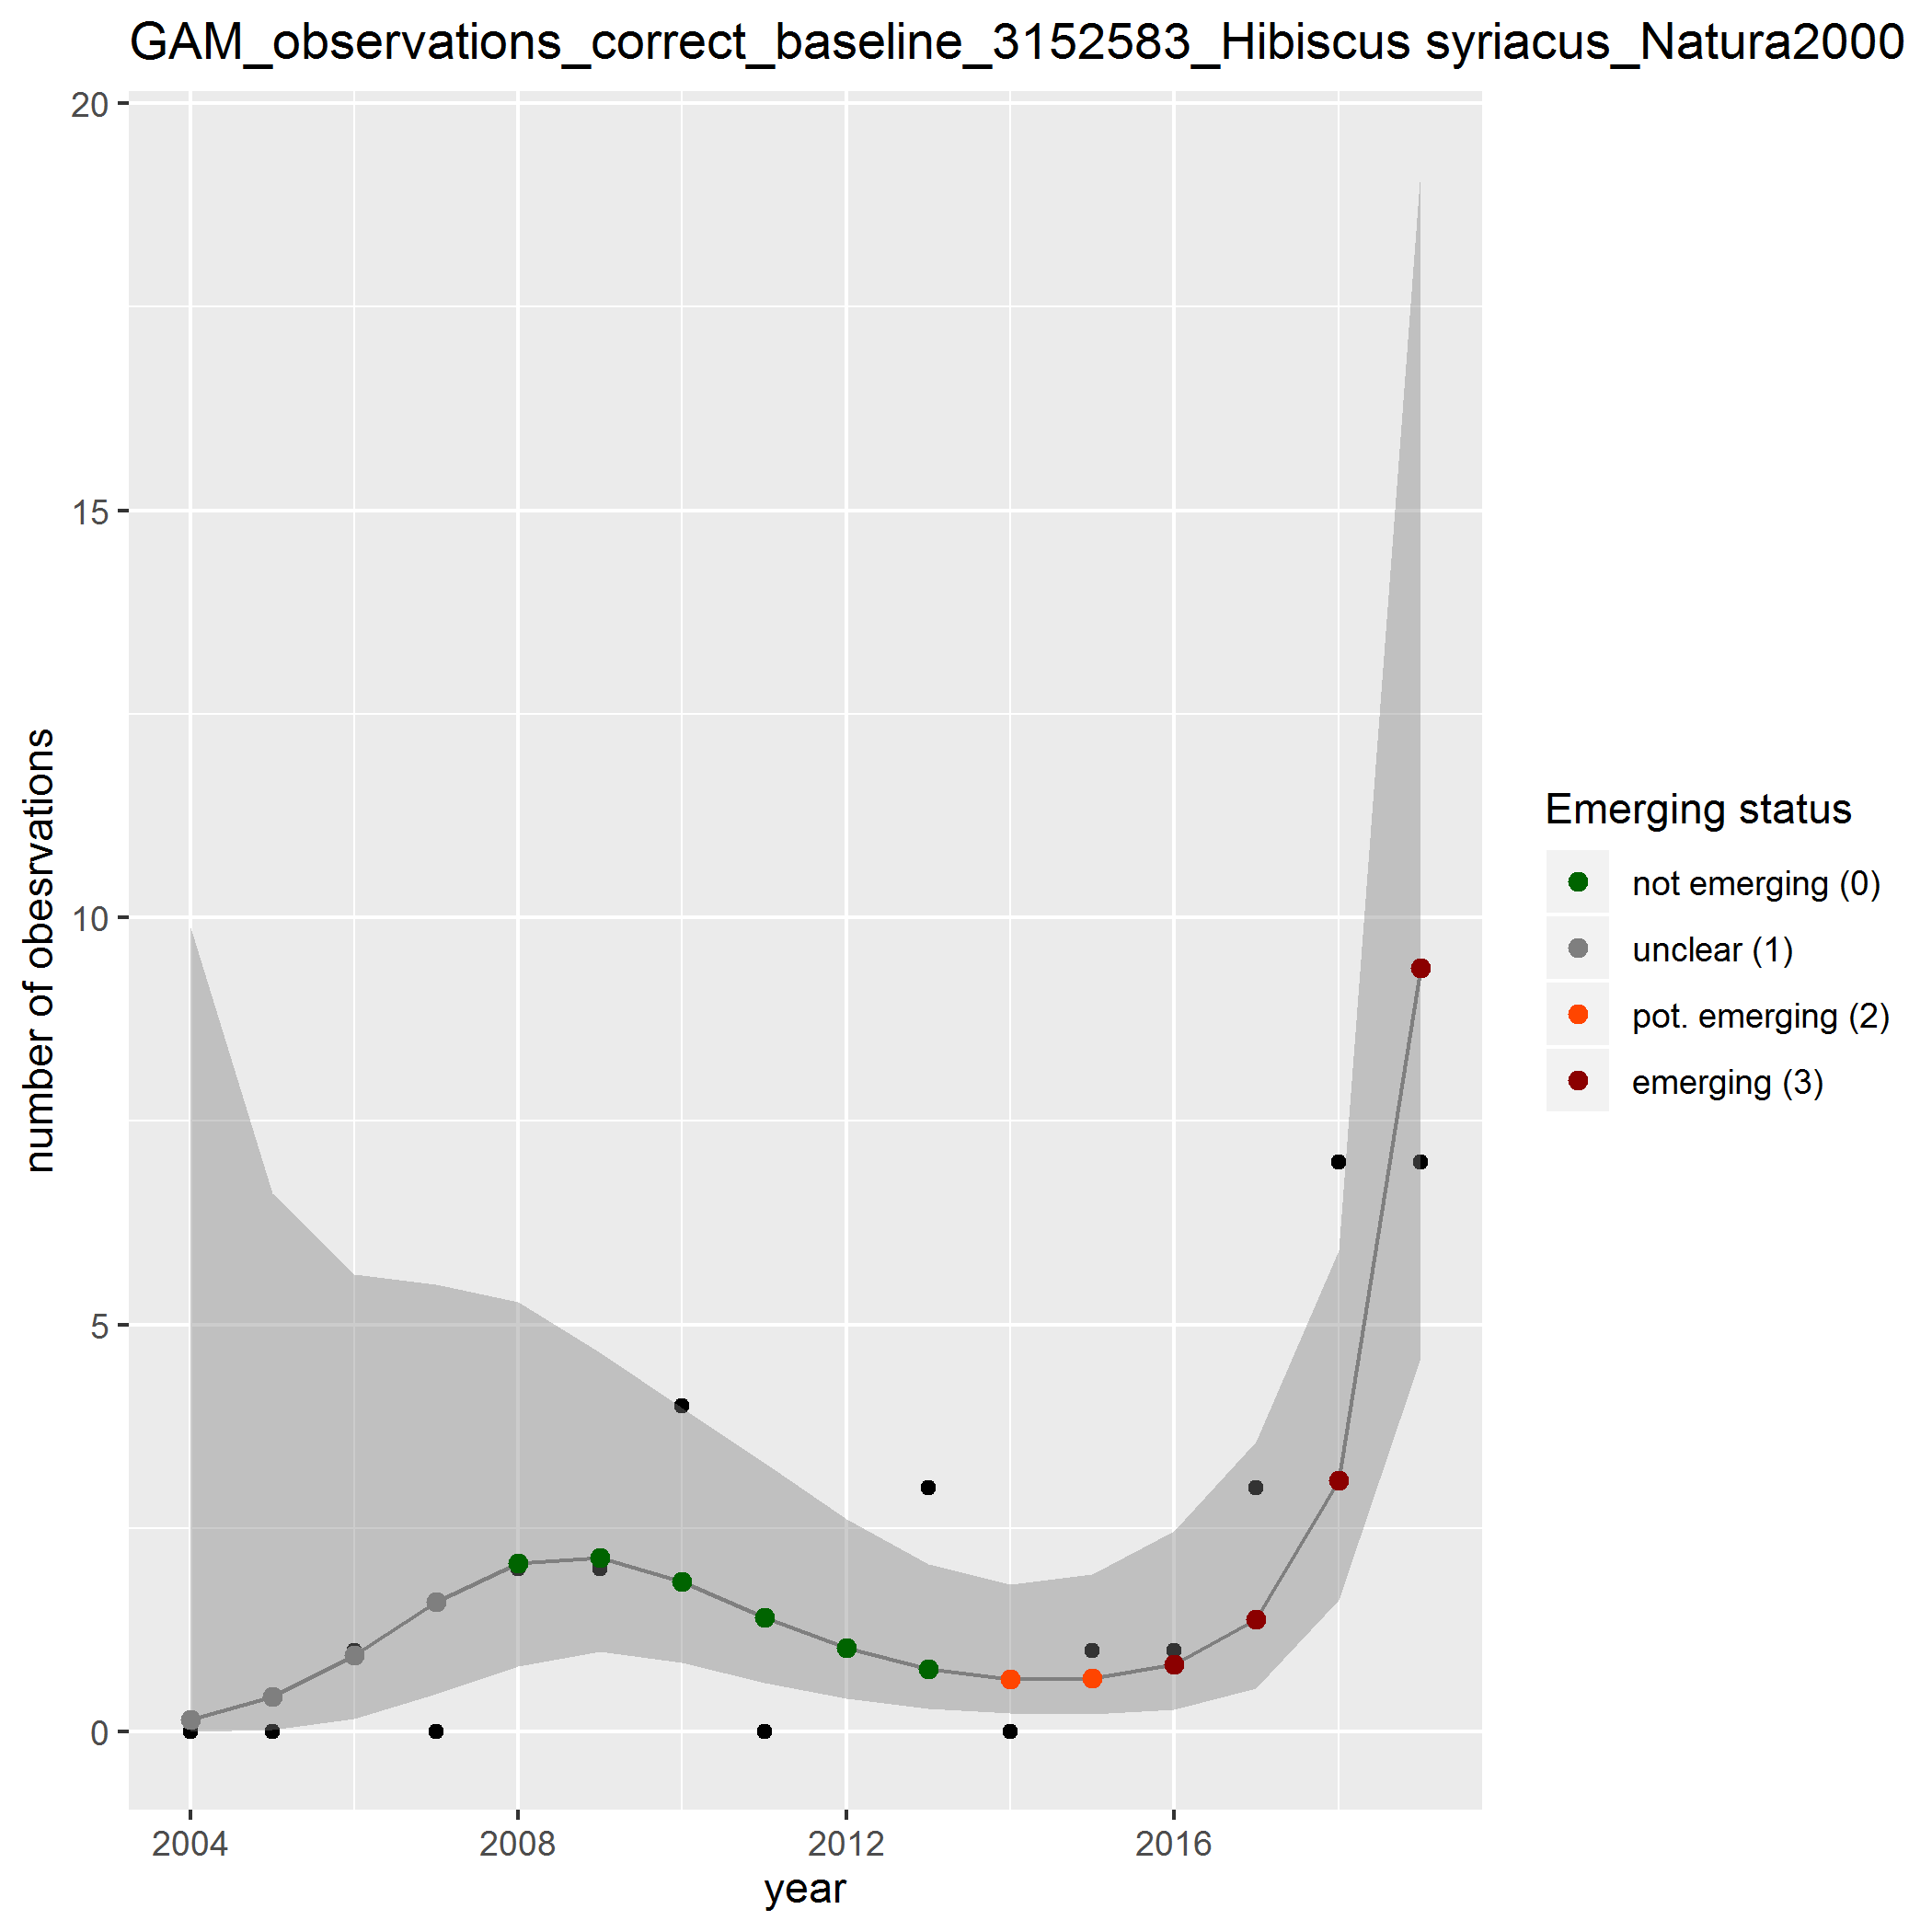 GAM_observations_correct_baseline_3152583_Hibiscus syriacus_Natura2000
20
15
10
5
0
number of obesrvations
2004 2008 2012 2016
year
Emerging status
not emerging (0)
unclear (1)
pot. emerging (2)
emerging (3)